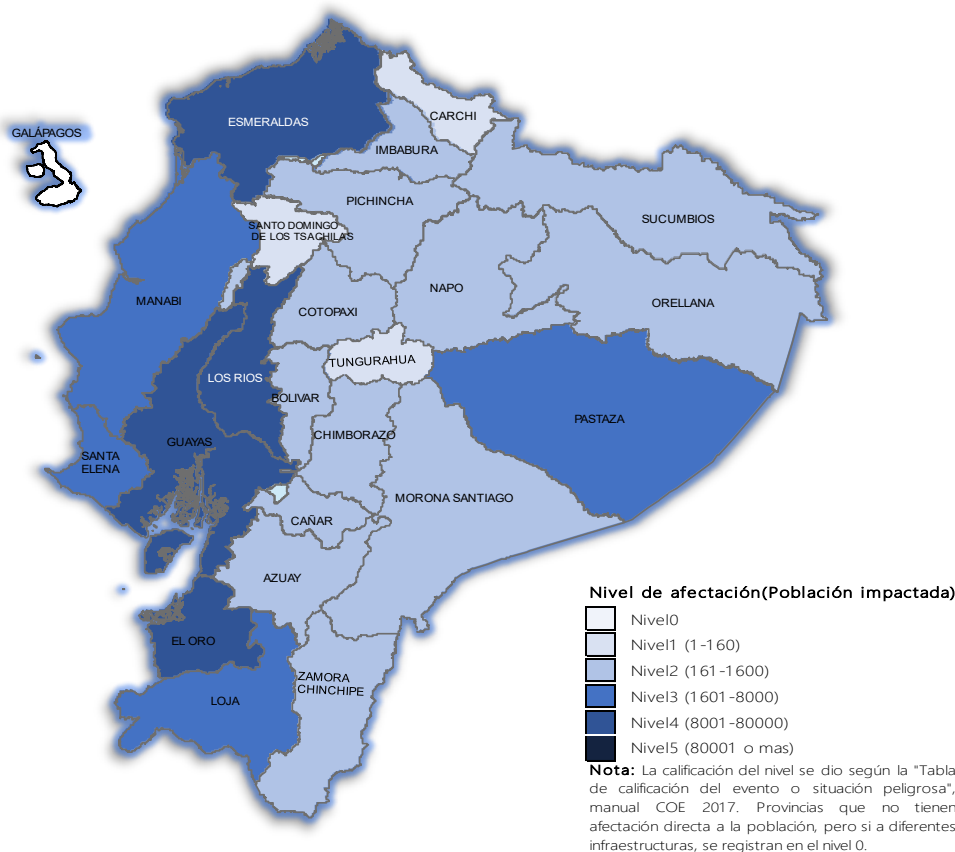 ESMERALDAS
CARCHI
GALÁPAGOS
IMBABURA
PICHINCHA
SUCUMBIOS
SANTO DOMINGO
DE LOS TSACHILAS
NAPO
MANABI
ORELLANA
COTOPAXI
TUNGURAHUA
LOS RIOS
BOLIVAR
PASTAZA
CHIMBORAZO
GUAYAS
SANTA
ELENA
MORONA SANTIAGO
CAÑAR
AZUAY
EL ORO
ZAMORA
CHINCHIPE
LOJA
Nivel de afectación(Población impactada)
Nivel0
Nivel1 (1-160)
Nivel2 (161-1600)
Nivel3 (1601-8000)
Nivel4 (8001-80000)
Nivel5 (80001 o mas)
Nota: La calificación del nivel se dio según la "Tabla
de calificación del evento o situación peligrosa",
manual COE 2017. Provincias que no tienen
afectación directa a la población, pero si a diferentes
infraestructuras, se registran en el nivel 0.